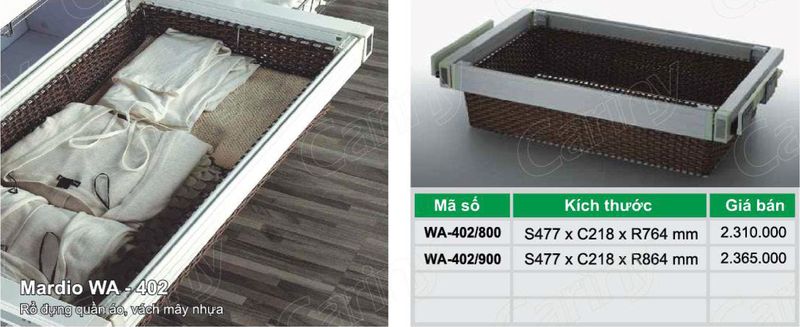 Mardio WA - 402
Rổ đựng quần áo, vách mây nhựa
Mã số Kích thước Giá bán
WA-402/800 S477 x C218 x R764 mm 2.310.000
WA-402/900 S477 x C218 x R864 mm 2.365.000
Cariny